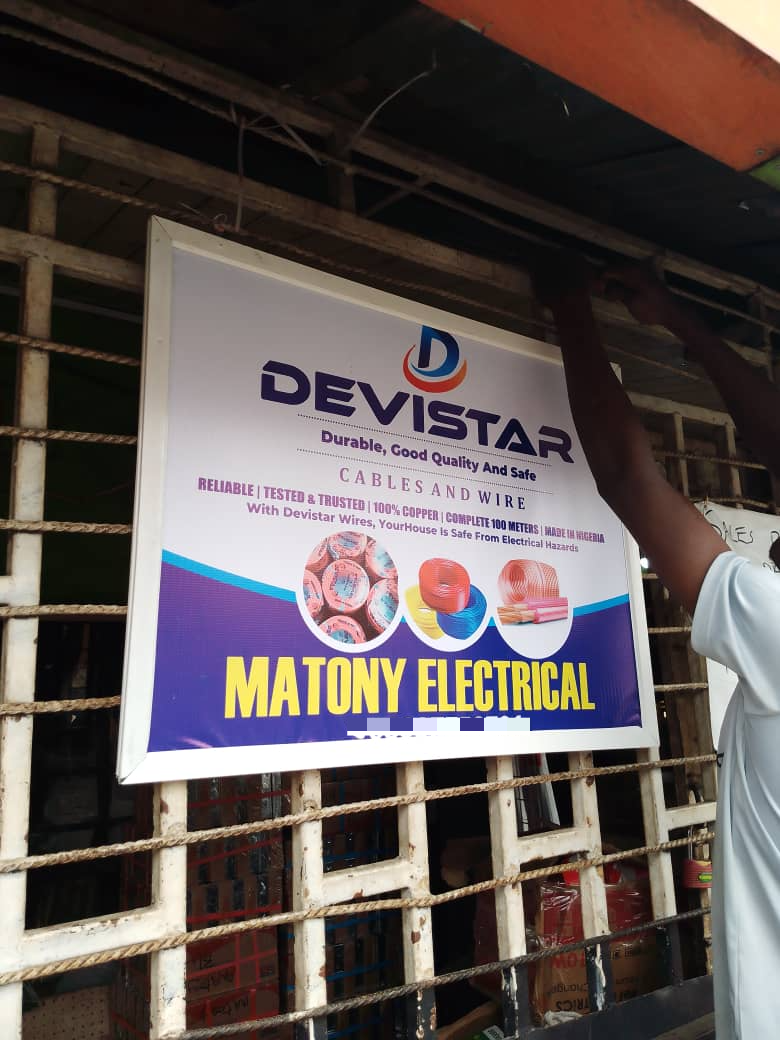 D
DEVISTAR
Durable, Good Quality And Safe
CABLES AND WIRE
RELIABLE | TESTED & TRUSTED | 100% COPPER | COMPLETE 100 METERS | MADE IN NIGERIA
With Devistar Wires, YourHouse Is Safe From Electrical Hazards
MATONY ELECTRICAL
SALES